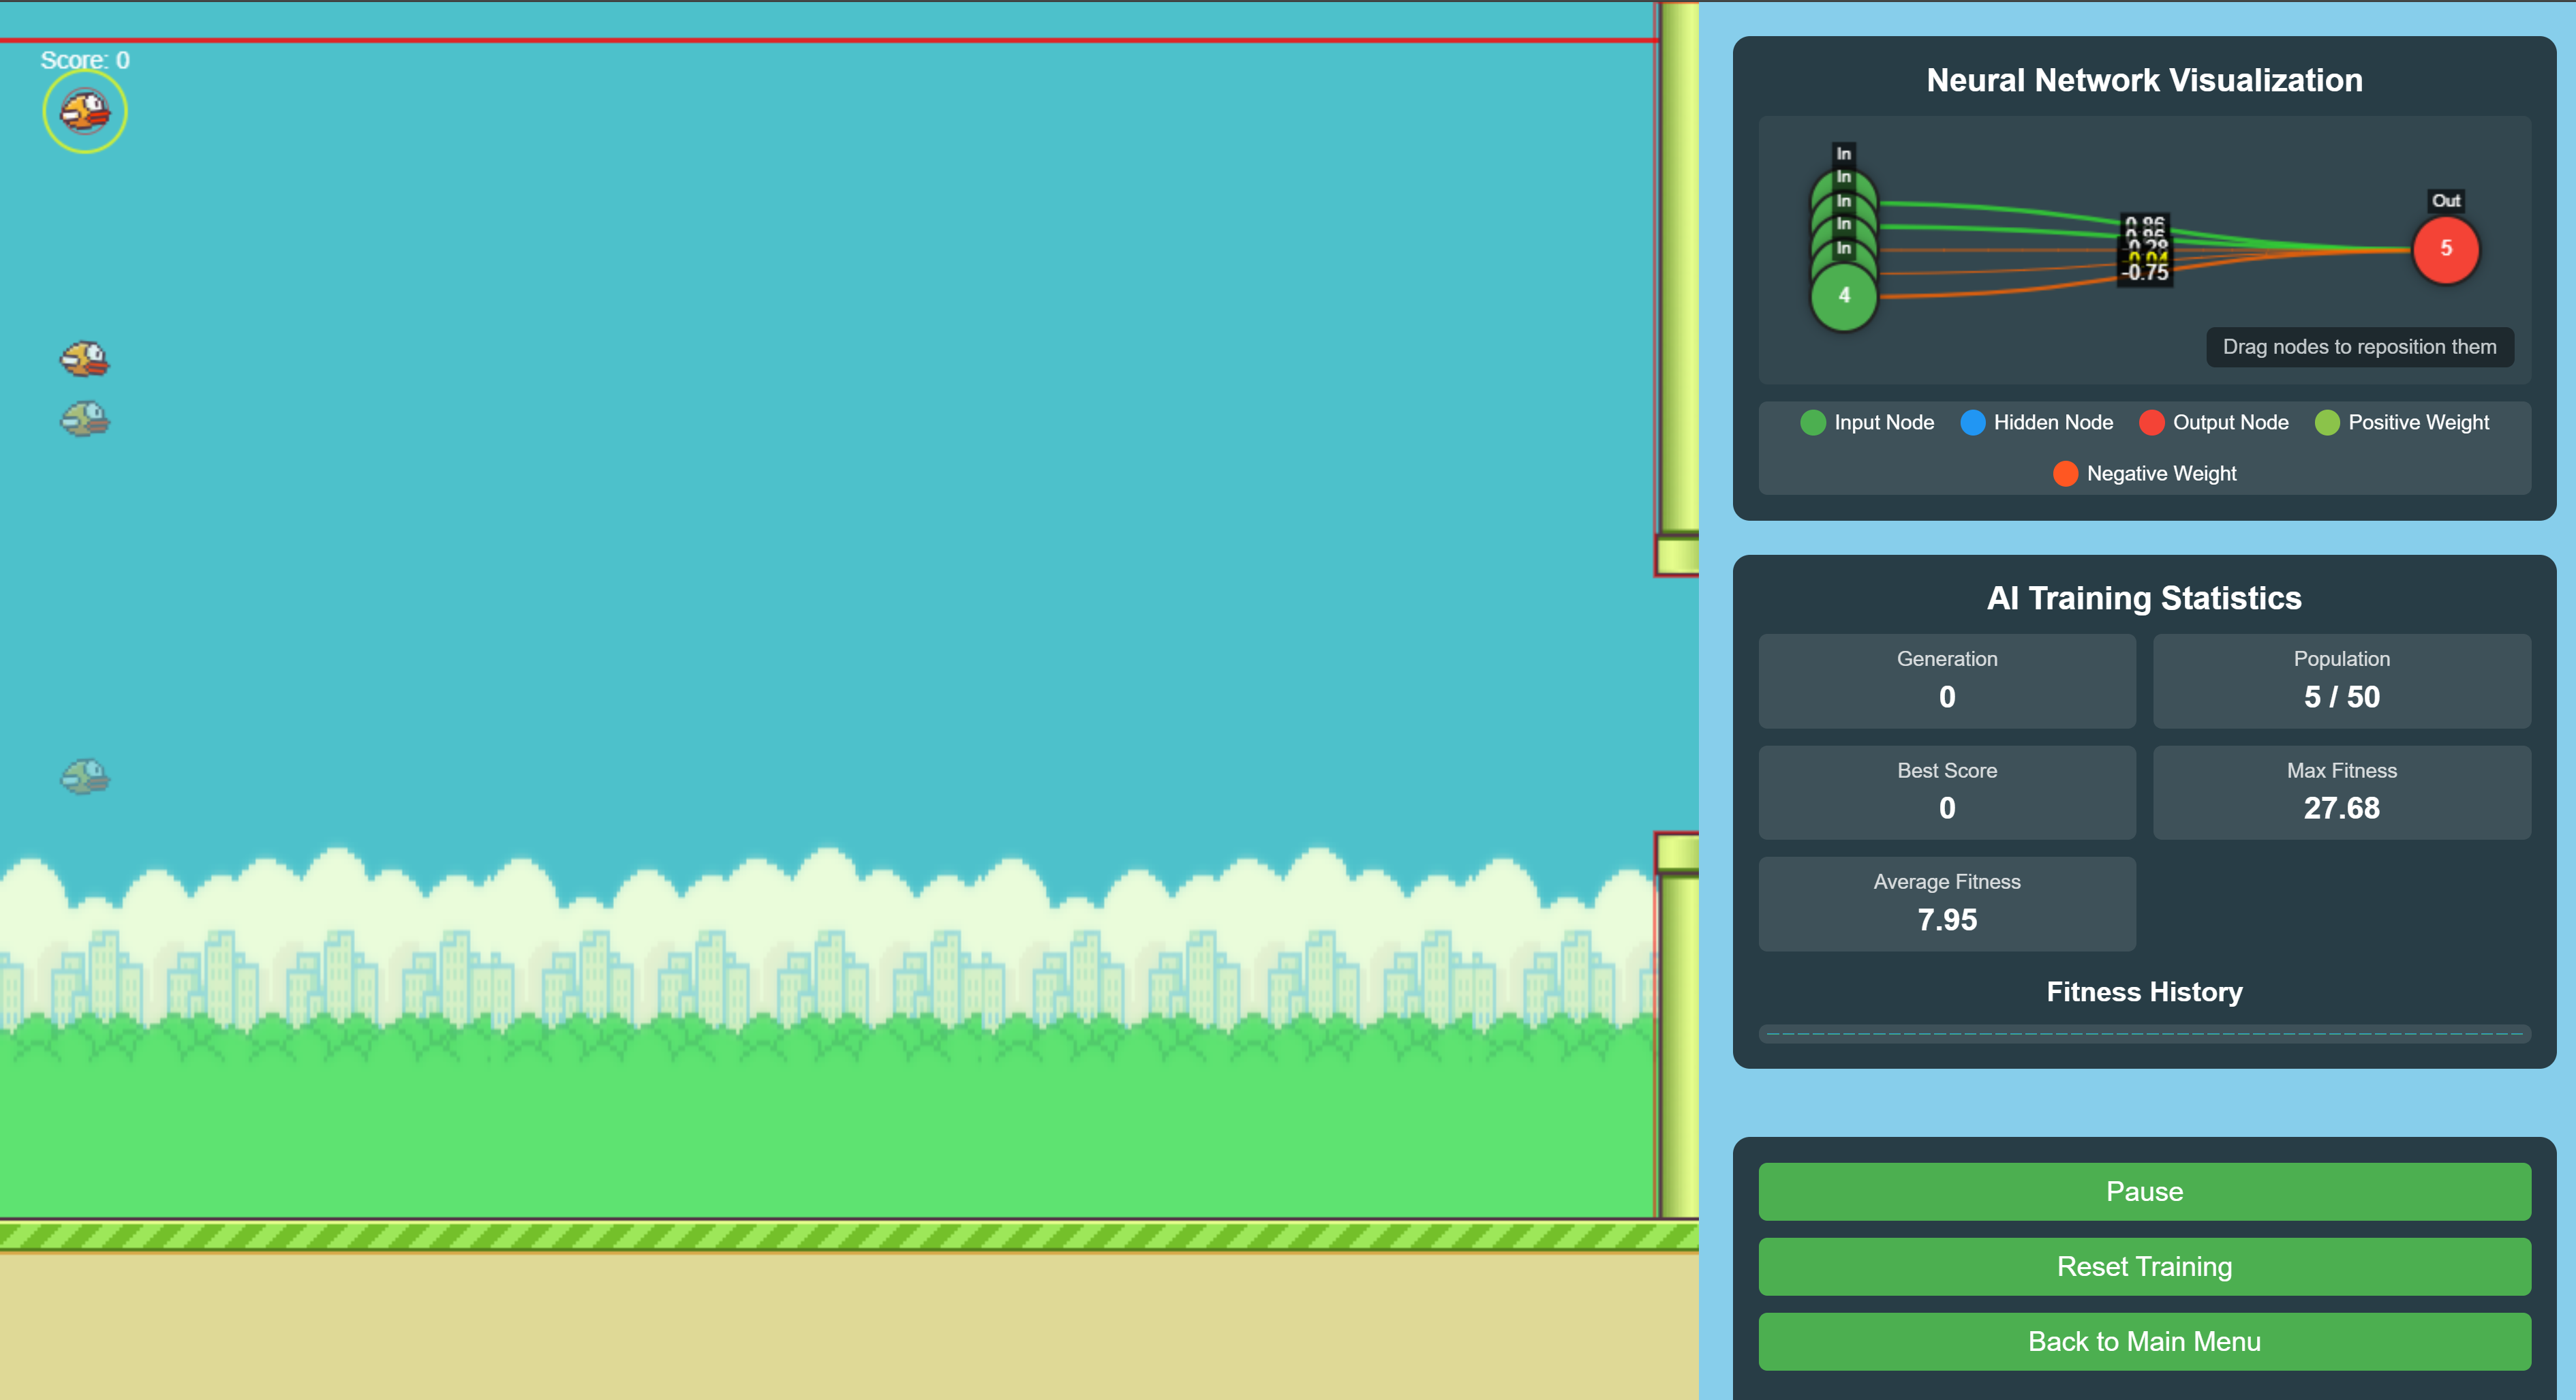 Score: 0
Neural Network Visualization
In
In
In
In
In
4
0.86
-0.75
Out
5
Drag nodes to reposition them
Input Node
Hidden Node
Output Node
Positive Weight
Negative Weight
AI Training Statistics
Generation
0
Population
5 / 50
Best Score
0
Max Fitness
27.68
Average Fitness
7.95
Fitness History
Pause
Reset Training
Back to Main Menu